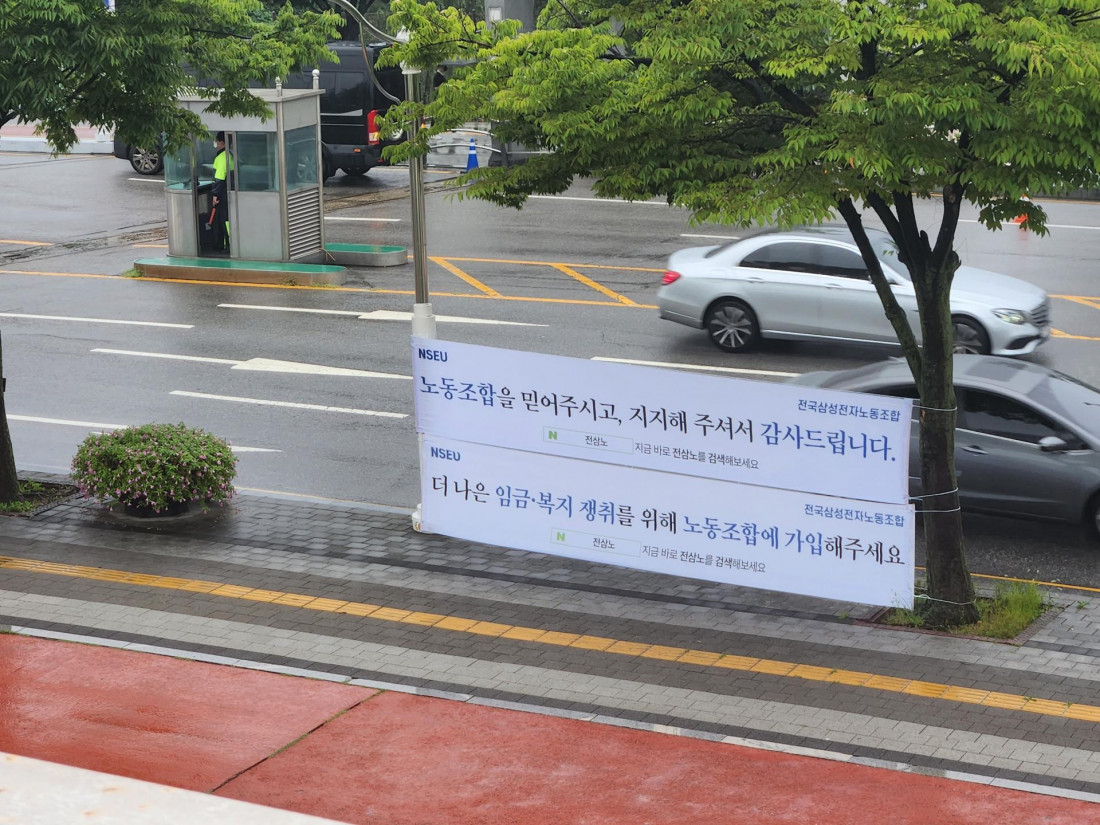 NSEU
전국삼성전자노동조합
노동조합을 믿어주시고, 지지해 주셔서 감사드립니다.
N 전삼노 지금 바로 전삼노를 검색해보세요
NSEU
전국삼성전자노동조합
더 나은 임금·복지 쟁취를 위해 노동조합에 가입해주세요
N 전삼노 지금 바로 전삼노를 검색해보세요